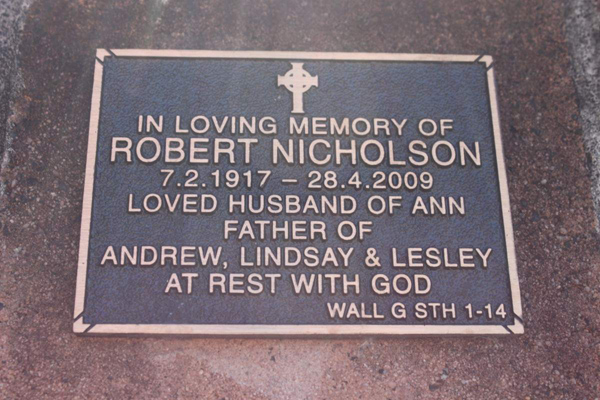 IN LOVING MEMORY OF
ROBERT NICHOLSON
7.2.1917 – 28.4.2009
LOVED HUSBAND OF ANN
FATHER OF
ANDREW, LINDSAY & LESLEY
AT REST WITH GOD
WALL G STH 1-14